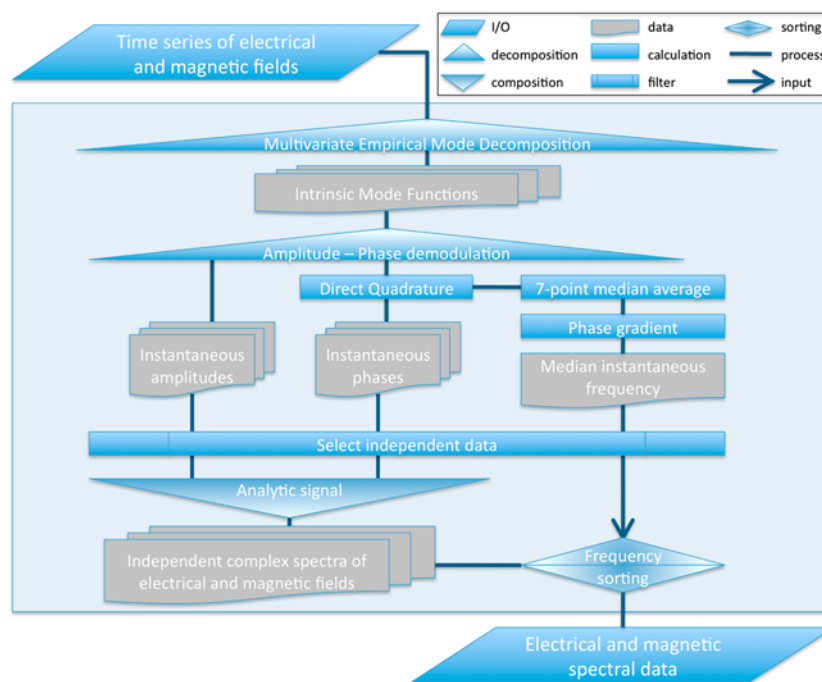 Time series of electrical
and magnetic fields
I/O
data
sorting
decomposition
calculation
process
composition
filter
input
Multivariate Empirical Mode Decomposition
Intrinsic Mode Functions
Amplitude – Phase demodulation
Direct Quadrature
7-point median average
Phase gradient
Instantaneous
amplitudes
Instantaneous
phases
Median instantaneous
frequency
Select independent data
Analytic signal
Independent complex spectra of
electrical and magnetic fields
Frequency
sorting
Electrical and magnetic
spectral data